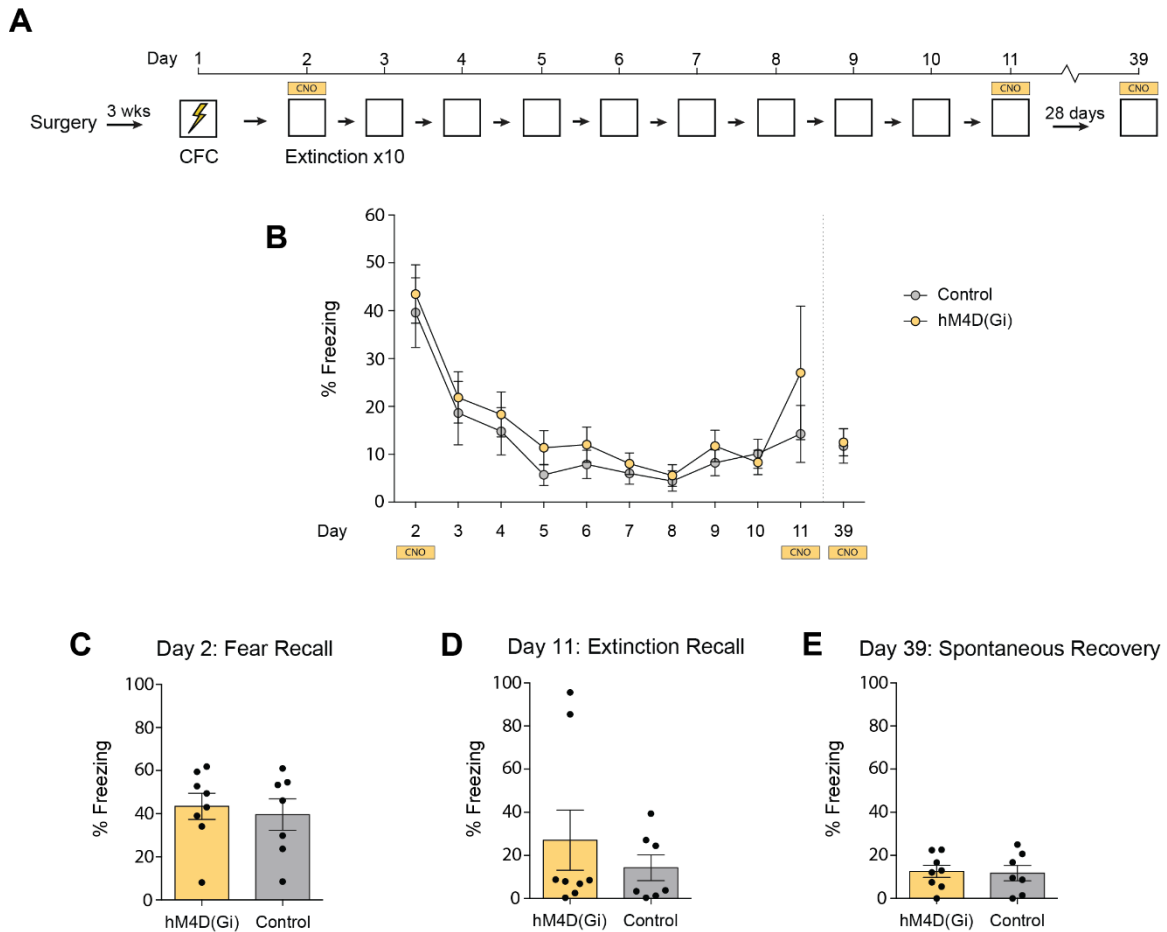 A
Day 1 2 3 4 5 6 7 8 9 10 11 39
CNO CNO CNO
Surgery 3 wks 28 days
CFC Extinction x10
B
60
50
40
30
20
10
0
% Freezing
Control
hM4D(Gi)
Day 2 3 4 5 6 7 8 9 10 11 39
CNO CNO CNO
C Day 2: Fear Recall
100
80
60
40
20
0
% Freezing
hM4D(Gi) Control
D Day 11: Extinction Recall
100
80
60
40
20
0
% Freezing
hM4D(Gi) Control
E Day 39: Spontaneous Recovery
100
80
60
40
20
0
% Freezing
hM4D(Gi) Control